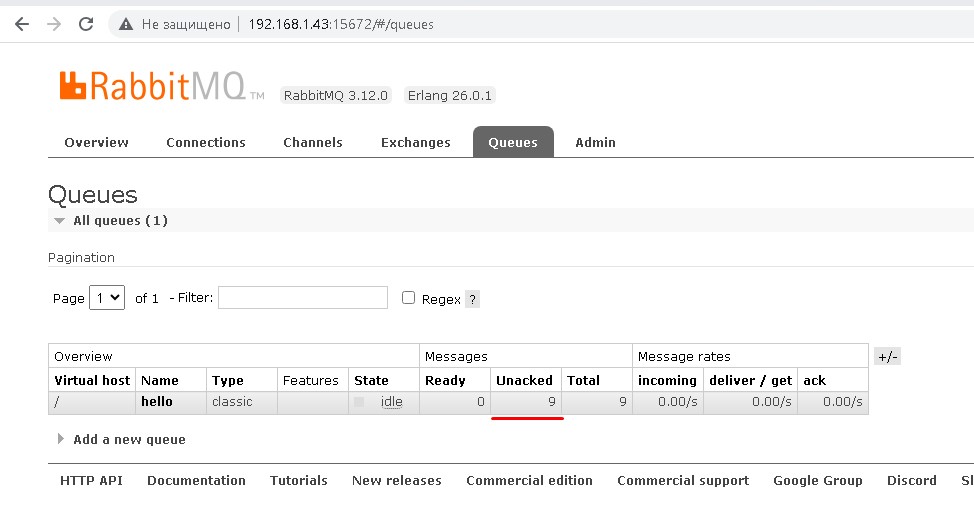 Не защищено 192.168.1.43:15672/#/queues
RabbitMQ TM RabbitMQ 3.12.0 Erlang 26.0.1
Overview Connections Channels Exchanges Queues Admin
Queues
All queues (1)
Pagination
Page 1 of 1 - Filter: Regex ?
Overview Messages Message rates +/-
Virtual host Name Type Features State Ready Unacked Total incoming deliver / get ack
/ hello classic idle 0 9 9 0.00/s 0.00/s 0.00/s
Add a new queue
HTTP API Documentation Tutorials New releases Commercial edition Commercial support Google Group Discord Sl